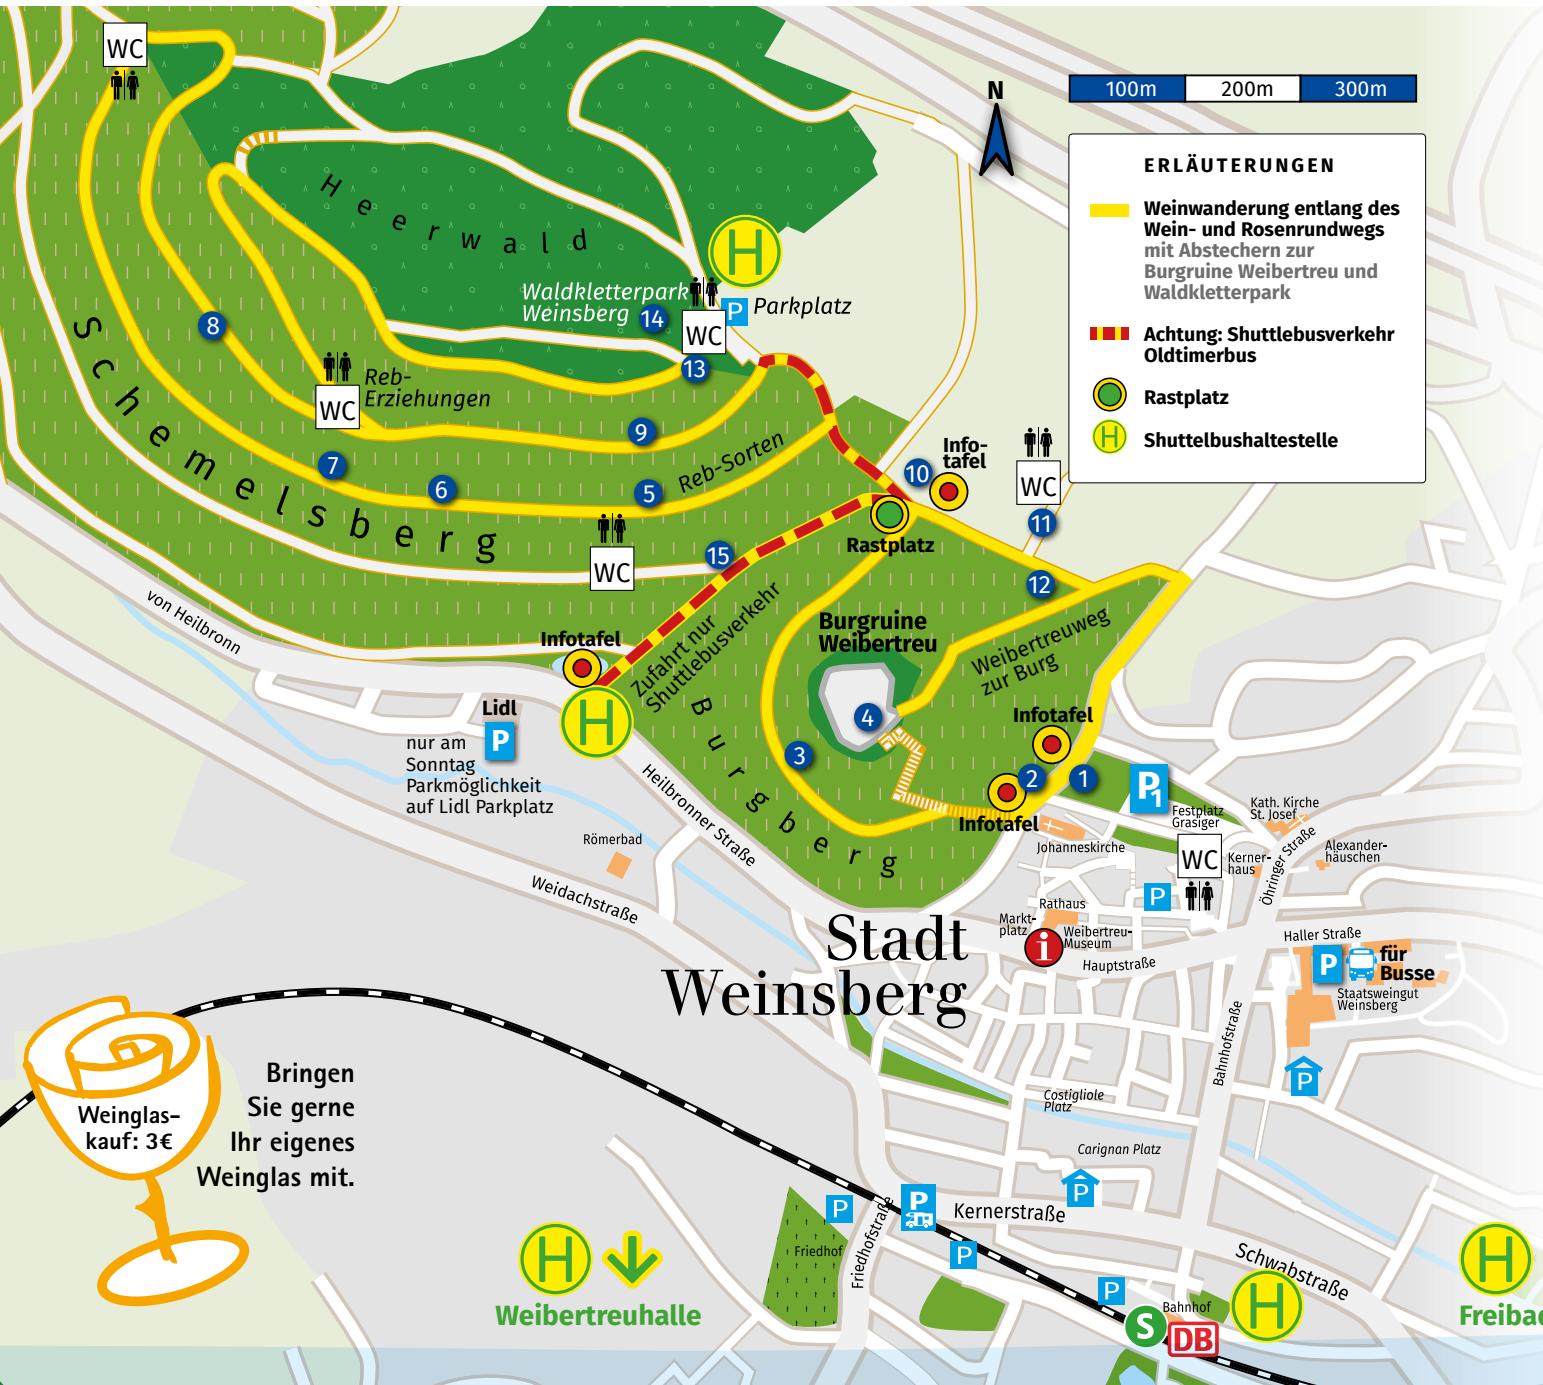 WC
N
100m 200m 300m
ERLÄUTERUNGEN
Weinwanderung entlang des
Wein- und Rosenrundwegs
mit Abstechern zur
Burgruine Weibertreu und
Waldkletterpark
Achtung: Shuttlebusverkehr
Oldtimerbus
Rastplatz
H Shuttelbushaltestelle
Heerwald
H
Waldkletterpark
Weinsberg 14
P Parkplatz
WC
13
8
Schemelsberg
Reb-
Erziehungen
WC
9
7
6
5
Reb-Sorten
10
Info-
tafel
WC
11
Rastplatz
15
WC
12
von Heilbronn
Infotafel
Zufahrt nur
Shuttlebusverkehr
H
Burgruine
Weibertreu
4
Weibertreuweg
zur Burg
Burgberg
3
Infotafel
2
1
Infotafel
Lidl
P
nur am
Sonntag
Parkmöglichkeit
auf Lidl Parkplatz
Heilbronner Straße
Römerbad
Weidachstraße
P1
Festplatz
Grasiger
Kath. Kirche
St. Josef
Johanneskirche
WC
Kerner-
haus
Öhringer Straße
Alexander-
häuschen
P
Rathaus
Markt-
platz
i
Weibertreu-
Museum
Hauptstraße
Haller Straße
P
für
Busse
Staatsweingut
Weinsberg
Stadt
Weinsberg
Bahnhofstraße
P
Costigliole
Platz
Carignan Platz
P
Weinglas-
kauf: 3€
Bringen
Sie gerne
Ihr eigenes
Weinglas mit.
P
P
Kernerstraße
Friedhof
Friedhofstraße
P
P
Schwabstraße
Bahnhof
S
DB
H
H
Weibertreuhalle
H
Freibad